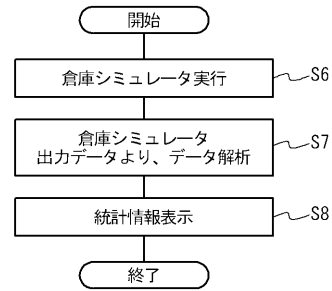 開始
倉庫シミュレータ実行
S6
倉庫シミュレータ
出力データより、データ解析
S7
統計情報表示
S8
終了